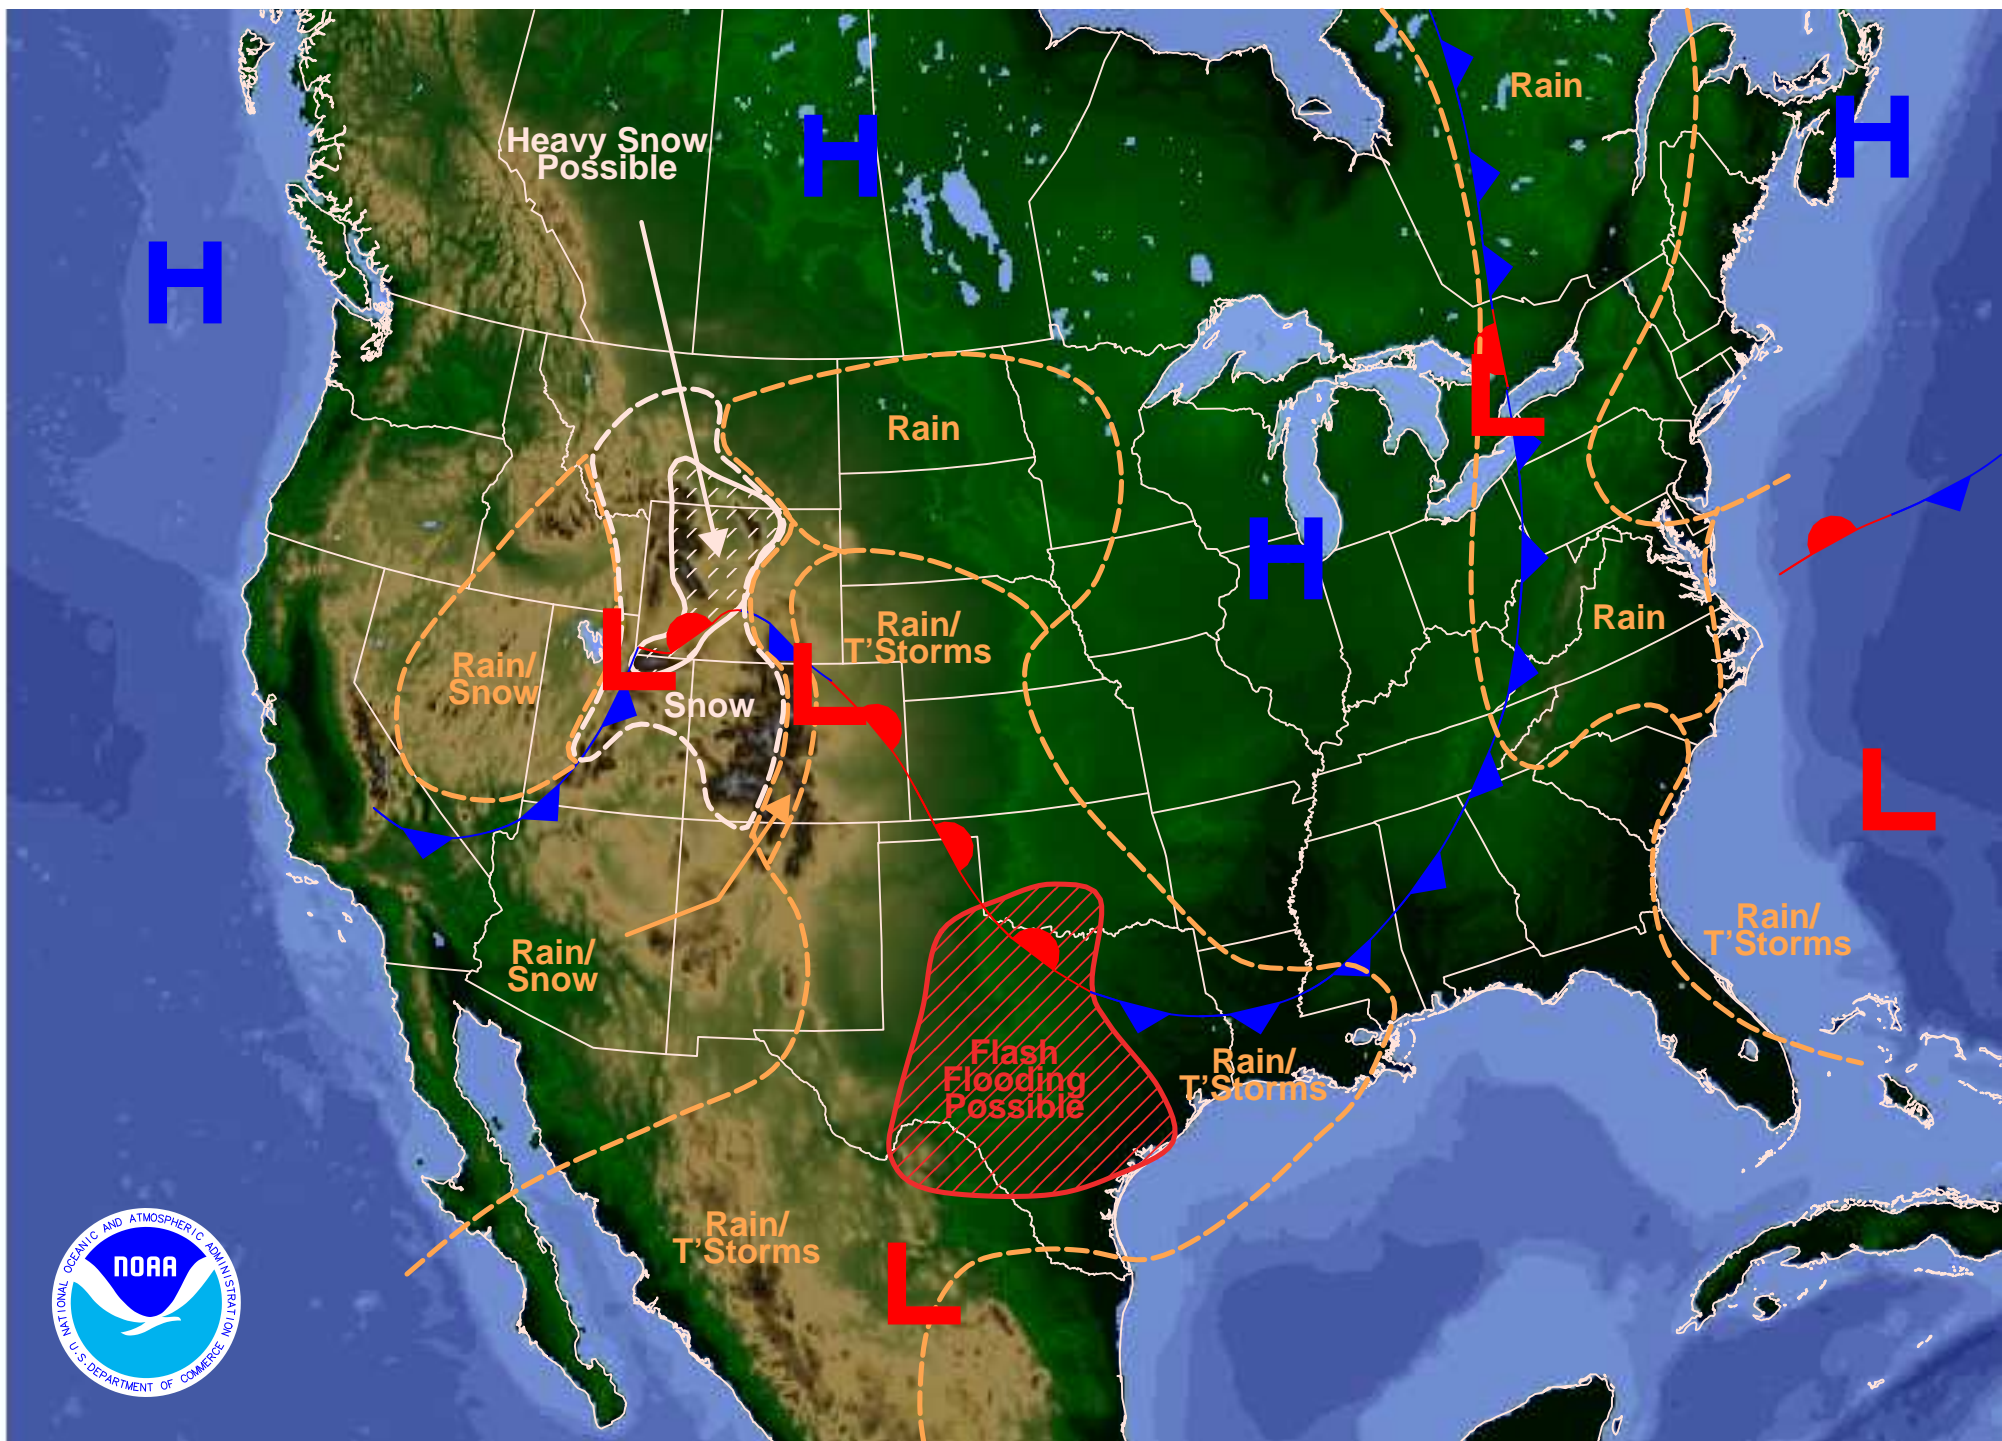 Rain
Heavy Snow
Possible
H
H
H
L
Rain
H
Rain/
T'Storms
Rain
L
L
Rain/
Snow
Snow
L
Rain/
Snow
Rain/
T'Storms
Flash
Flooding
Possible
Rain/
T'Storms
Rain/
T'Storms
L
NATIONAL OCEANIC AND ATMOSPHERIC ADMINISTRATION
NOAA
U.S. DEPARTMENT OF COMMERCE